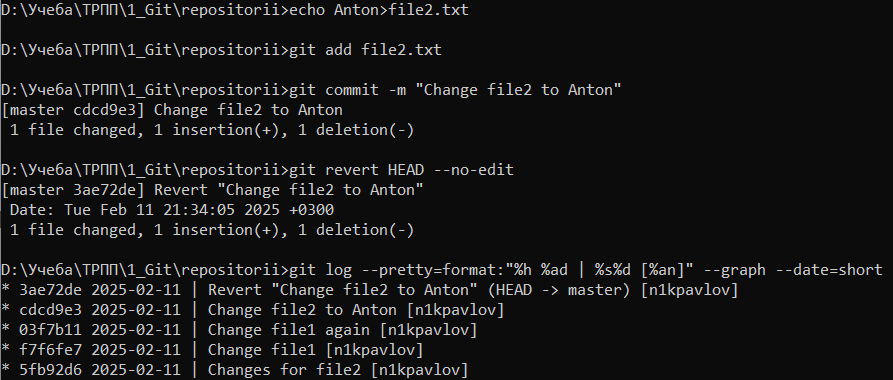 D:\Учеба\ТРПП\1_Git\repositorii>echo Anton>file2.txt
D:\Учеба\ТРПП\1_Git\repositorii>git add file2.txt
D:\Учеба\ТРПП\1_Git\repositorii>git commit -m "Change file2 to Anton"
[master cdcd9e3] Change file2 to Anton
 1 file changed, 1 insertion(+), 1 deletion(-)
D:\Учеба\ТРПП\1_Git\repositorii>git revert HEAD --no-edit
[master 3ae72de] Revert "Change file2 to Anton"
 Date: Tue Feb 11 21:34:05 2025 +0300
 1 file changed, 1 insertion(+), 1 deletion(-)
D:\Учеба\ТРПП\1_Git\repositorii>git log --pretty=format:"%h %ad | %s%d [%an]" --graph --date=short
* 3ae72de 2025-02-11 | Revert "Change file2 to Anton" (HEAD -> master) [n1kpavlov]
* cdcd9e3 2025-02-11 | Change file2 to Anton [n1kpavlov]
* 03f7b11 2025-02-11 | Change file1 again [n1kpavlov]
* f7f6fe7 2025-02-11 | Change file1 [n1kpavlov]
* 5fb92d6 2025-02-11 | Changes for file2 [n1kpavlov]